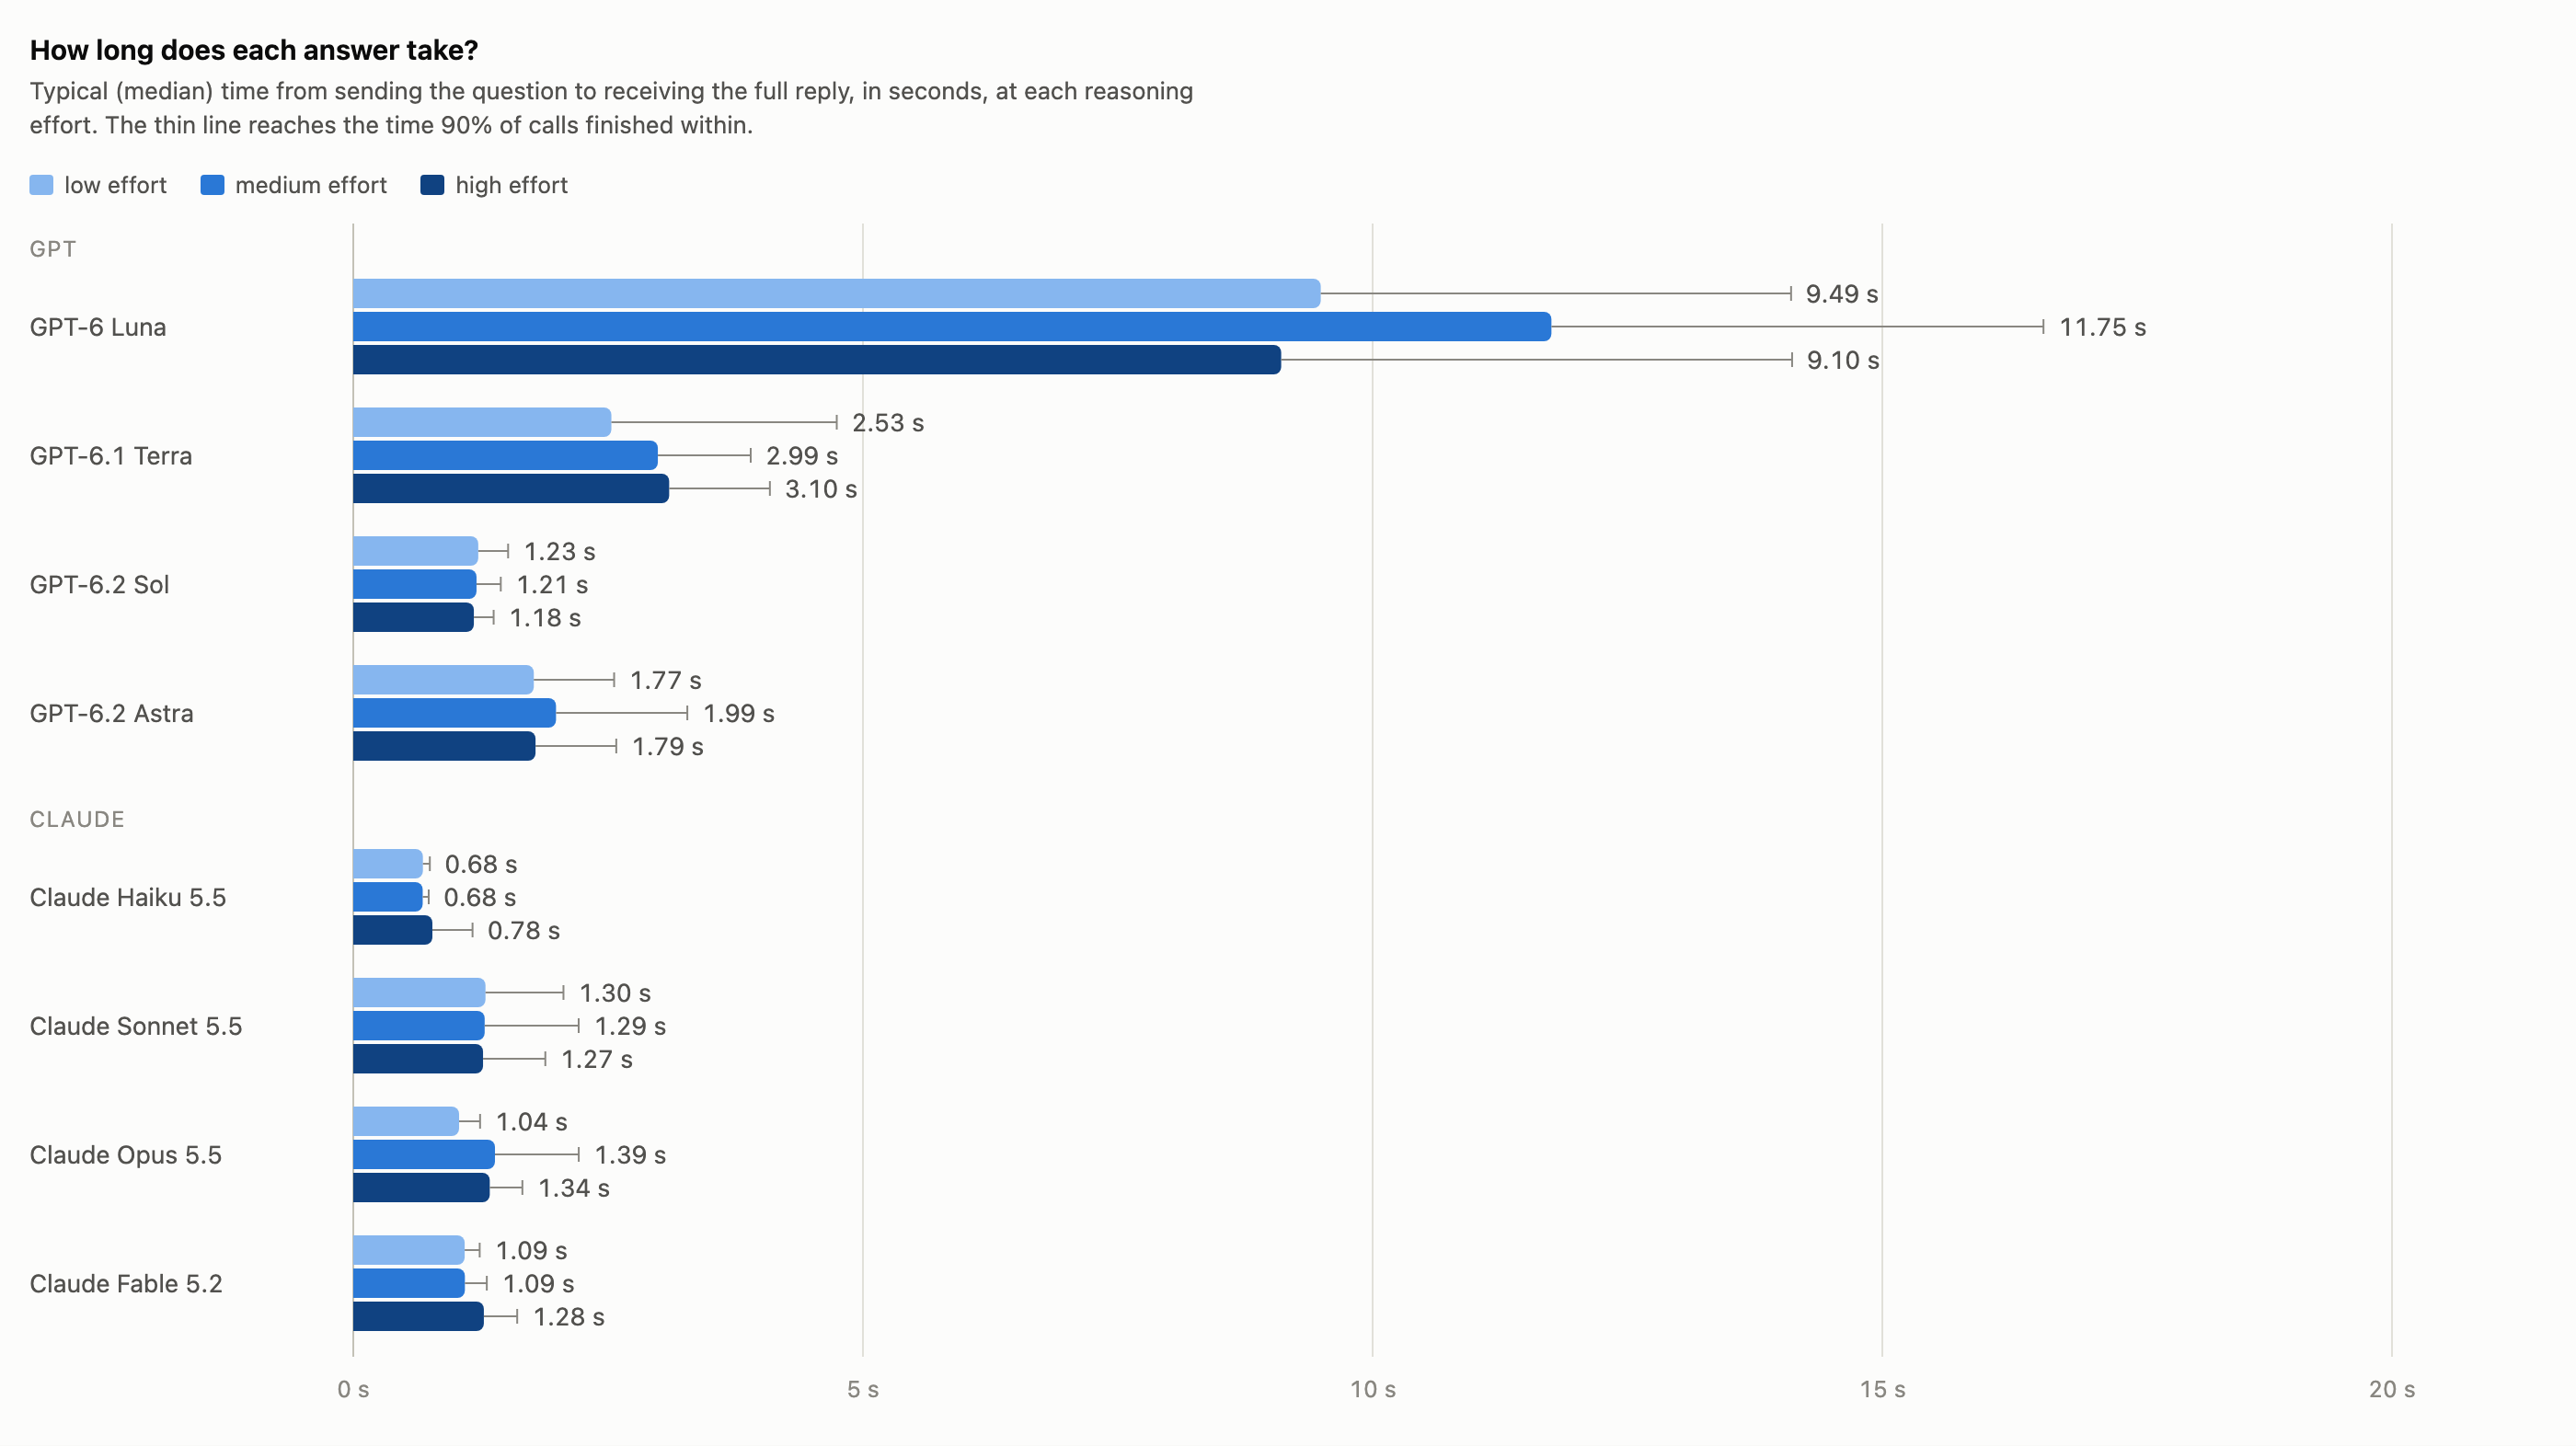 How long does each answer take?
Typical (median) time from sending the question to receiving the full reply, in seconds, at each reasoning
effort. The thin line reaches the time 90% of calls finished within.
low effort medium effort high effort
GPT
9.49 s
GPT-6 Luna 11.75 s
9.10 s
2.53 s
GPT-6.1 Terra 2.99 s
3.10 s
1.23 s
GPT-6.2 Sol 1.21 s
1.18 s
1.77 s
GPT-6.2 Astra 1.99 s
1.79 s
CLAUDE
0.68 s
Claude Haiku 5.5 0.68 s
0.78 s
1.30 s
Claude Sonnet 5.5 1.29 s
1.27 s
1.04 s
Claude Opus 5.5 1.39 s
1.34 s
1.09 s
Claude Fable 5.2 1.09 s
1.28 s
0 s 5 s 10 s 15 s 20 s